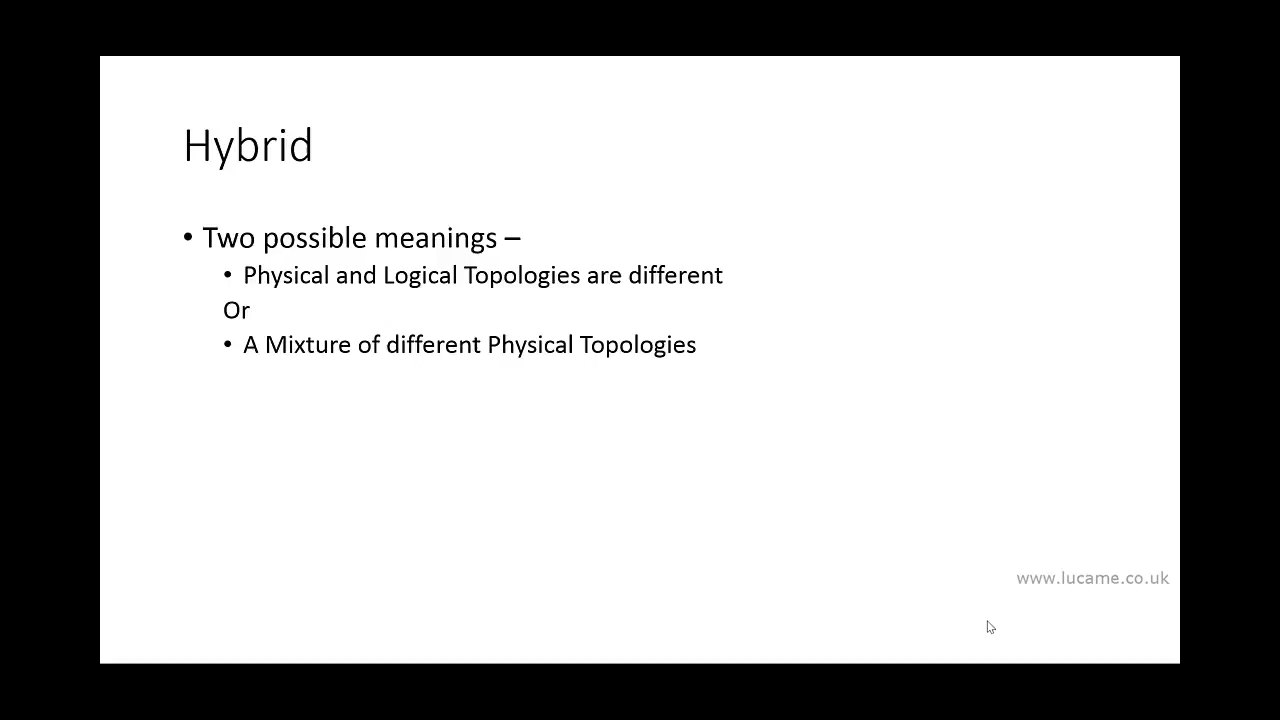 Hybrid
• Two possible meanings –
• Physical and Logical Topologies are different
Or
• A Mixture of different Physical Topologies
www.lucame.co.uk